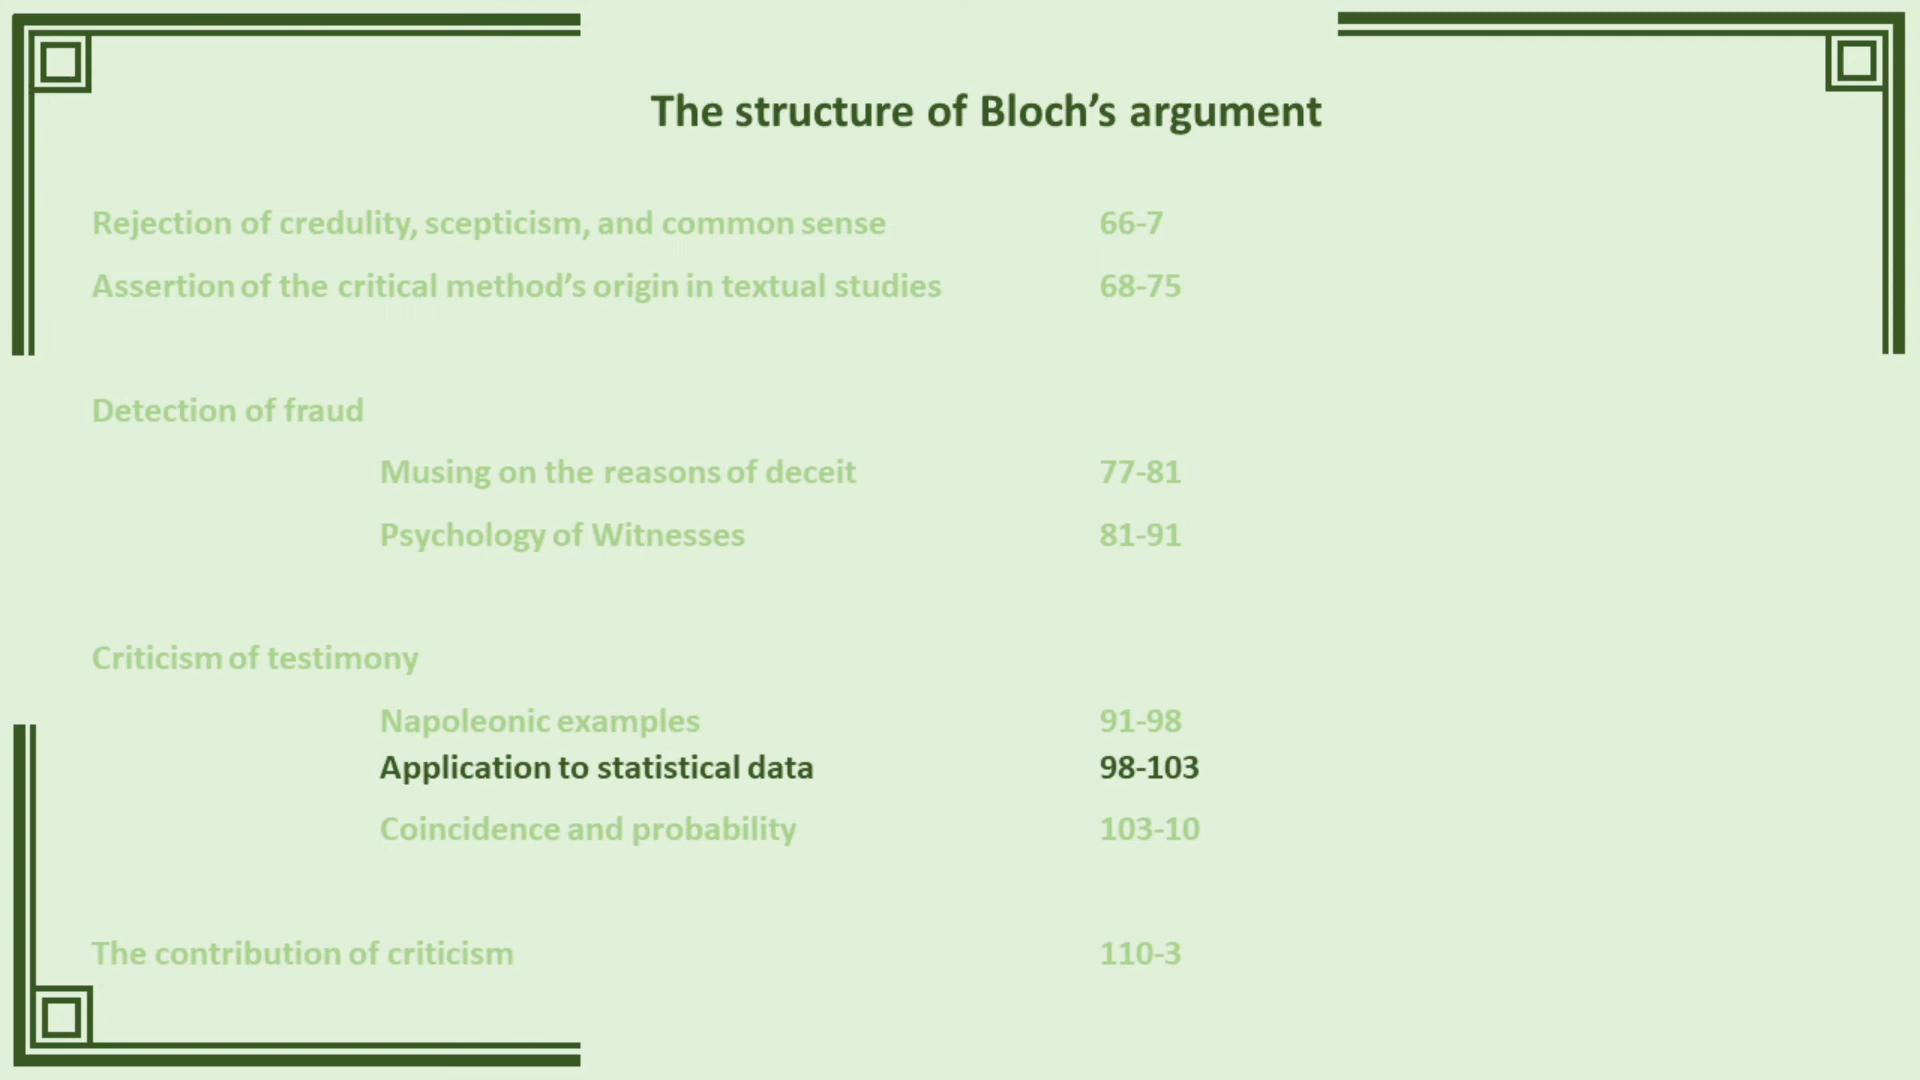 The structure of Bloch’s argument
Rejection of credulity, scepticism, and common sense 66-7
Assertion of the critical method’s origin in textual studies 68-75
Detection of fraud
Musing on the reasons of deceit 77-81
Psychology of Witnesses 81-91
Criticism of testimony
Napoleonic examples 91-98
Application to statistical data 98-103
Coincidence and probability 103-10
The contribution of criticism 110-3